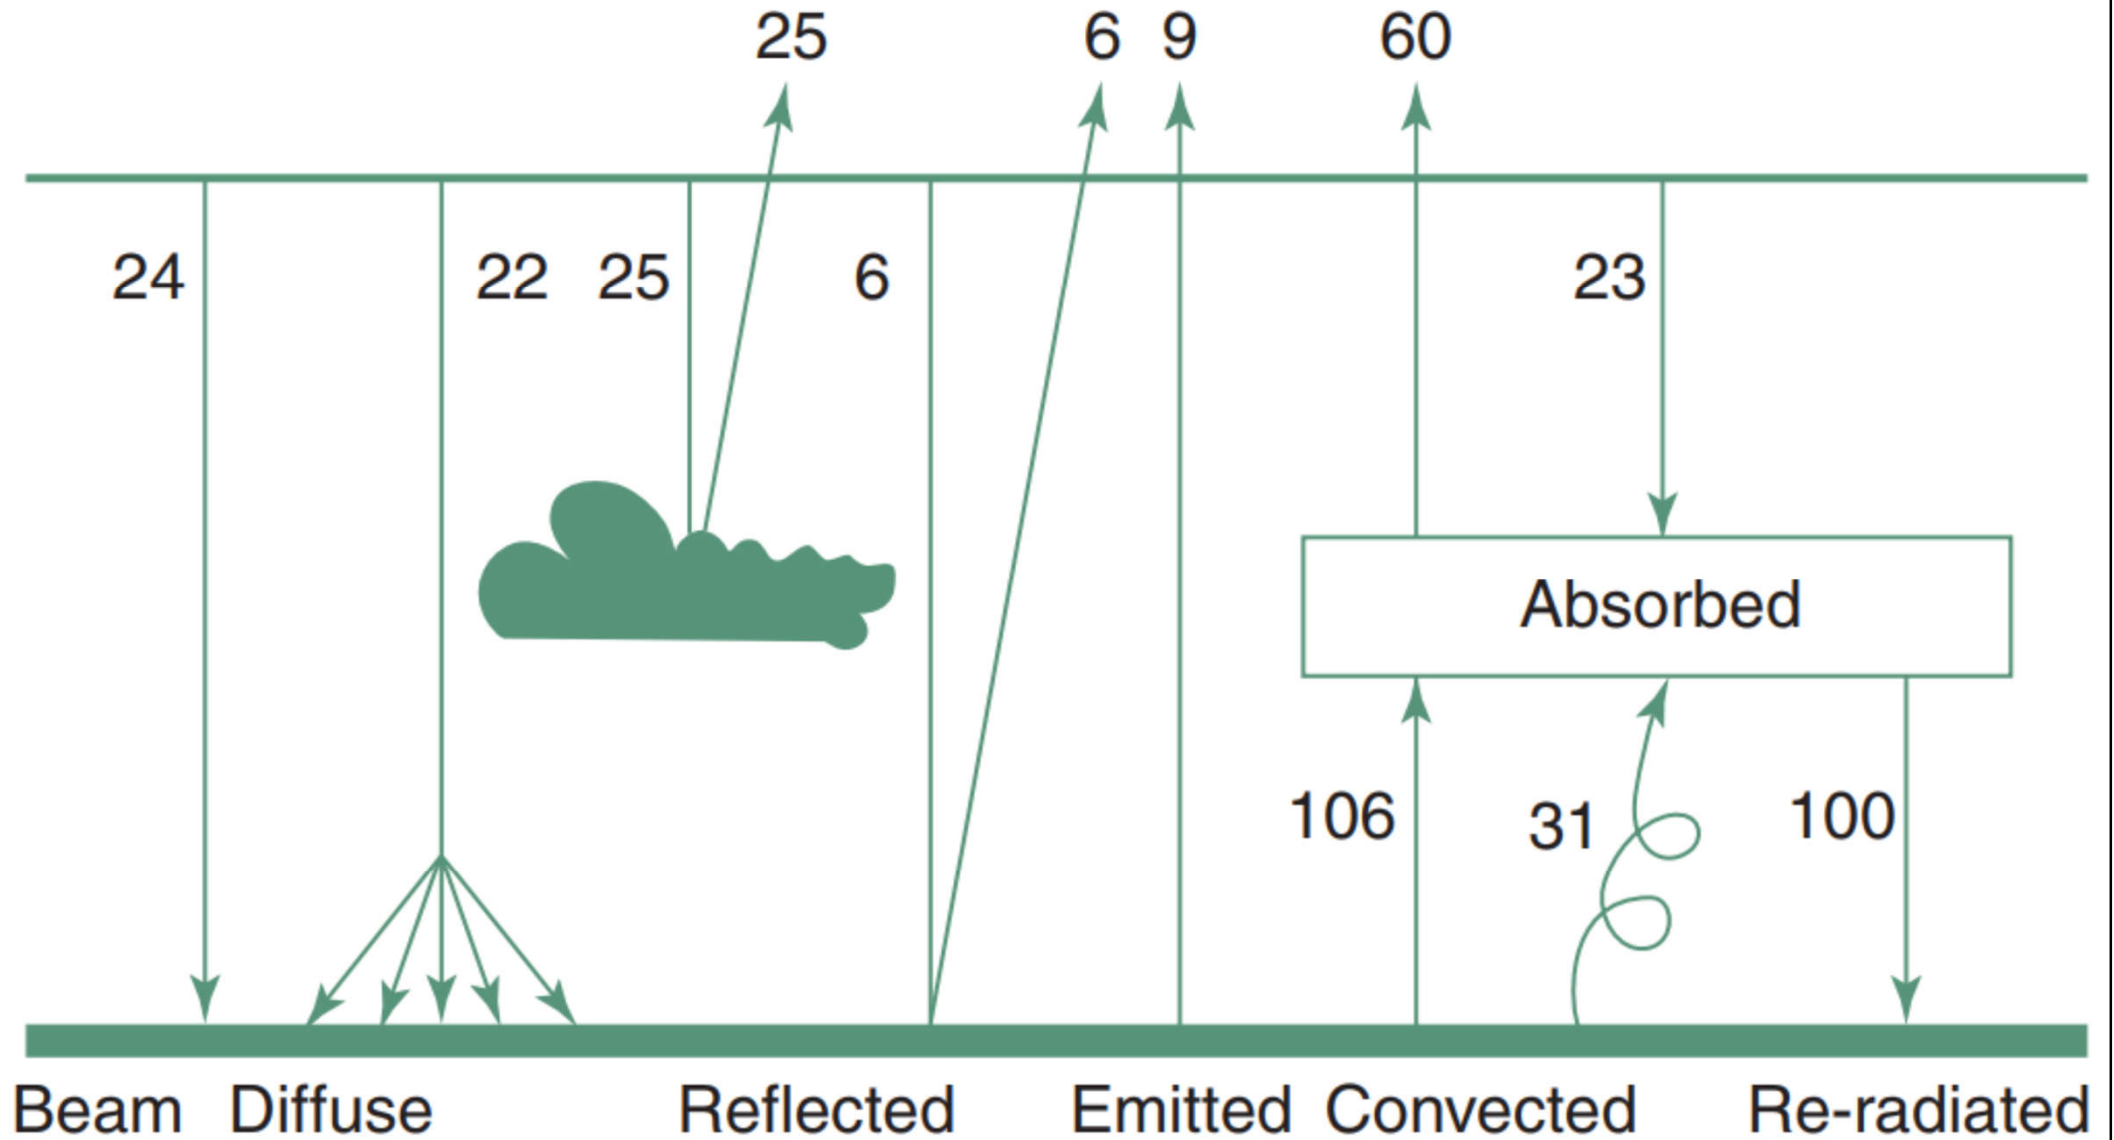 25 6 9 60
24 22 25 6 23
Absorbed
106 31 100
Beam Diffuse Reflected Emitted Convected Re-radiated